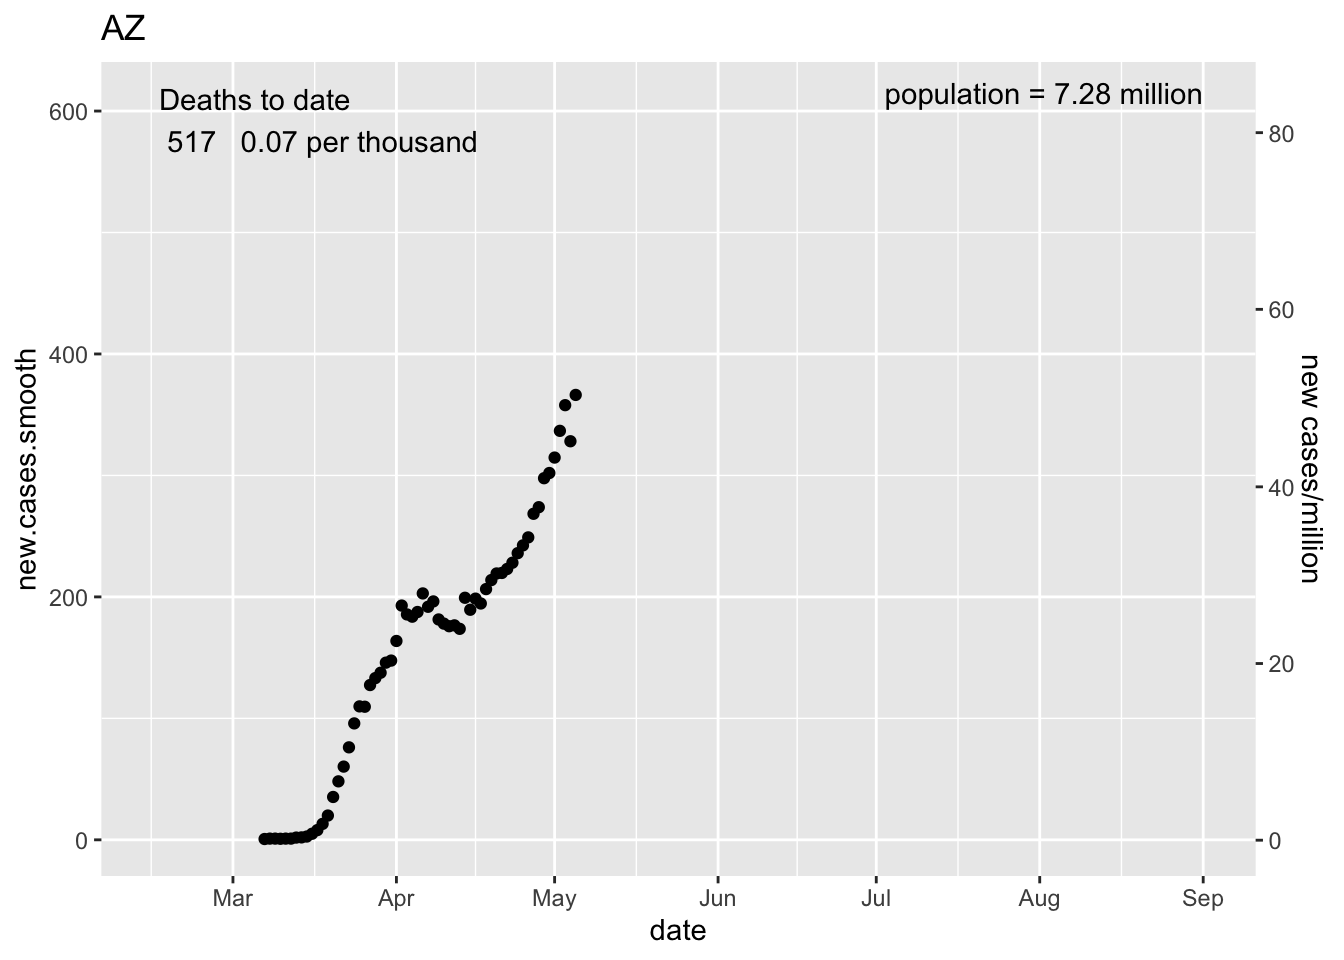 AZ
Deaths to date
517 0.07 per thousand
population = 7.28 million
600
400
200
0
new.cases.smooth
80
60
40
20
0
new cases/million
Mar Apr May Jun Jul Aug Sep
date